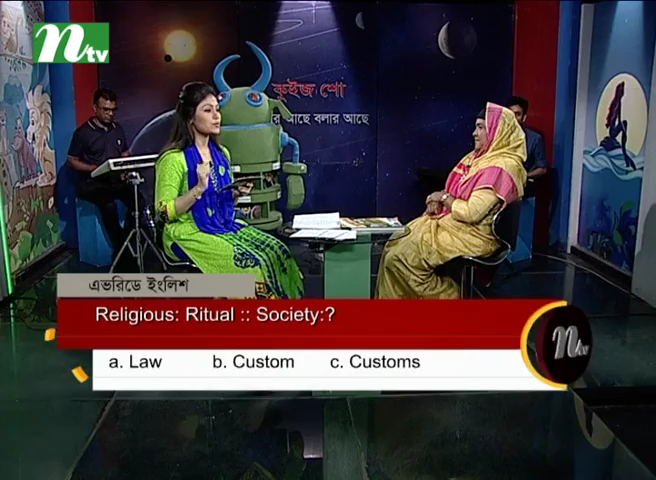 ntv
কুইজ শো
আছে বলার আছে
এভরিডে ইংলিশ
Religious: Ritual :: Society:?
a. Law b. Custom c. Customs
ntv